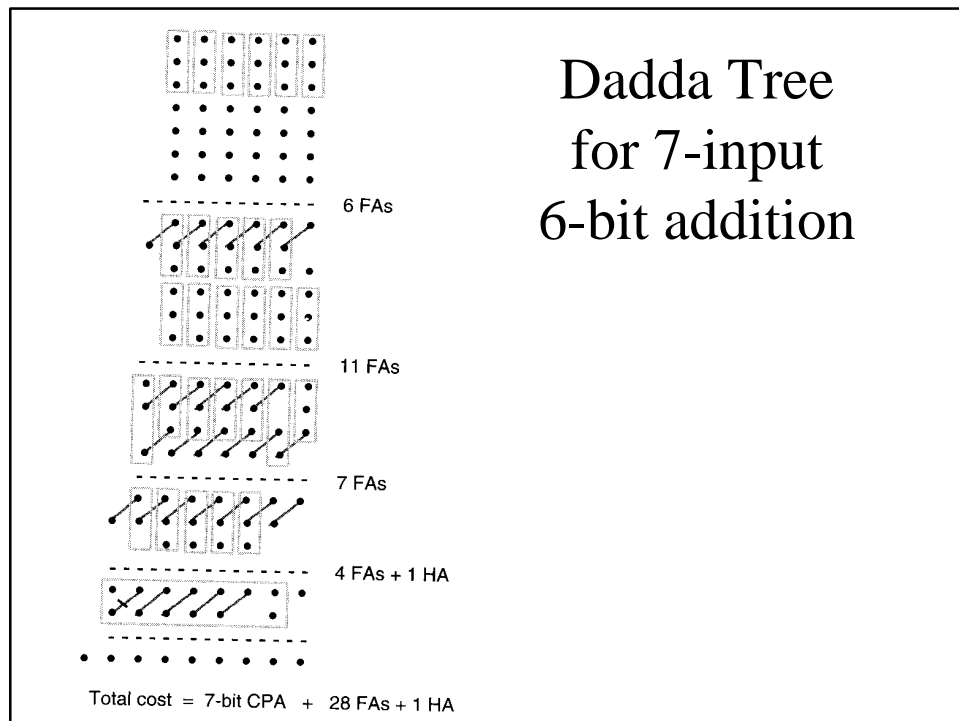 Dadda Tree
for 7-input
6-bit addition
6 FAs
11 FAs
7 FAs
4 FAs + 1 HA
Total cost = 7-bit CPA + 28 FAs + 1 HA